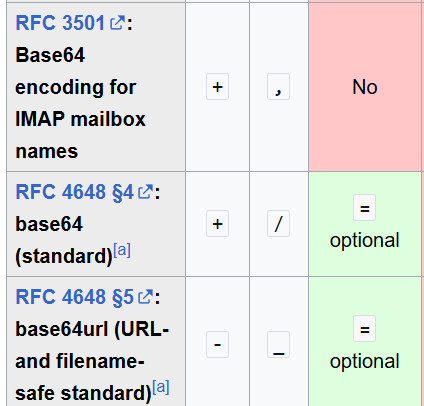 RFC 3501:
Base64
encoding for
IMAP mailbox
names
+
,
No
RFC 4648 §4:
base64
(standard)[a]
+
/
=
optional
RFC 4648 §5:
base64url (URL-
and filename-
safe standard)[a]
-
_
=
optional